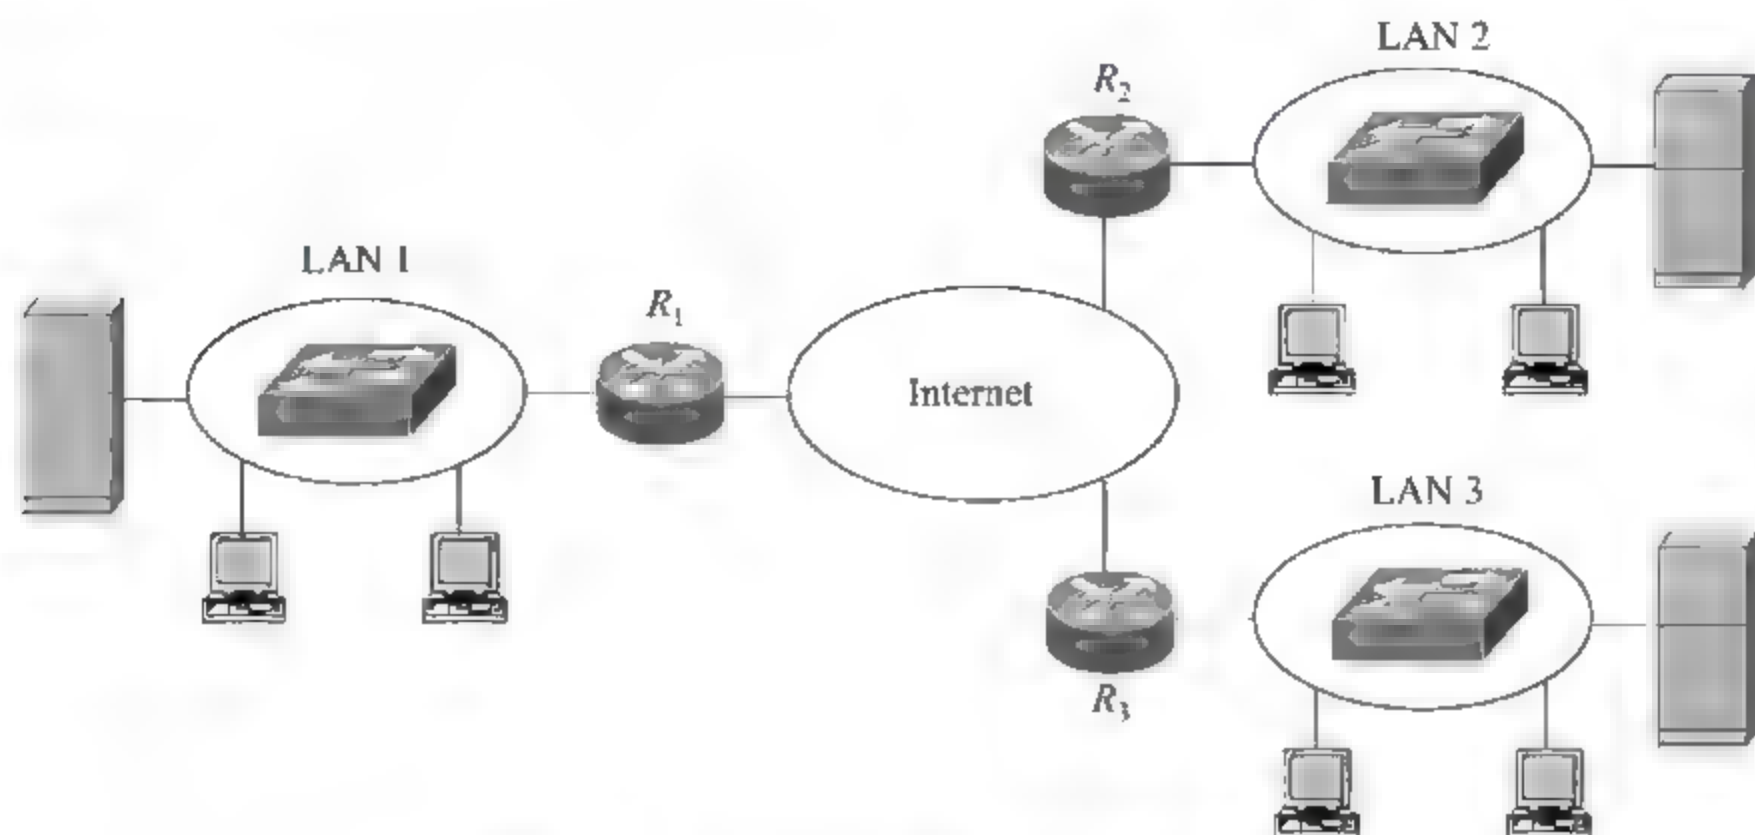 LAN 2
R₂
LAN 1
R₁
Internet
LAN 3
R₃